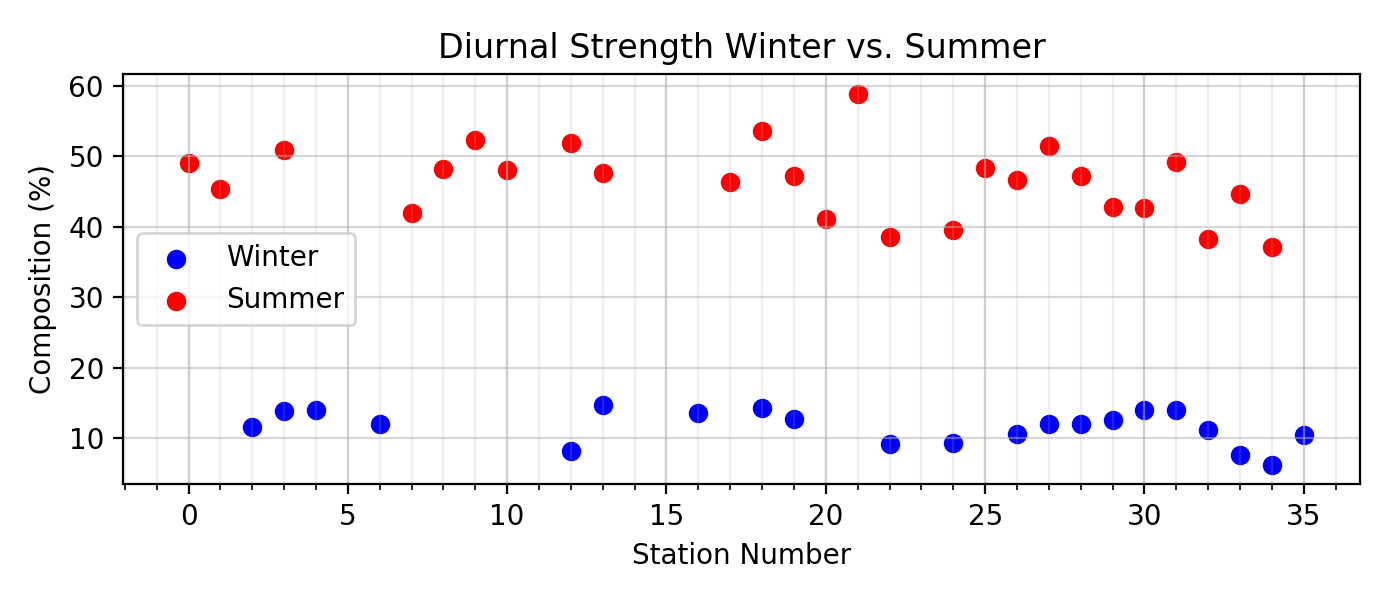 Diurnal Strength Winter vs. Summer
60
50
40
30
20
10
Composition (%)
Winter
Summer
0 5 10 15 20 25 30 35
Station Number